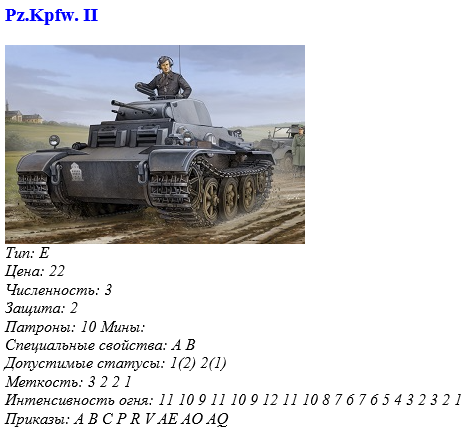 Pz.Kpfw. II
Тип: E
Цена: 22
Численность: 3
Защита: 2
Патроны: 10 Мины:
Специальные свойства: A B
Допустимые статусы: 1(2) 2(1)
Меткость: 3 2 2 1
Интенсивность огня: 11 10 9 11 10 9 12 11 10 8 7 6 7 6 5 4 3 2 3 2 1
Приказы: A B C P R V AE AO AQ